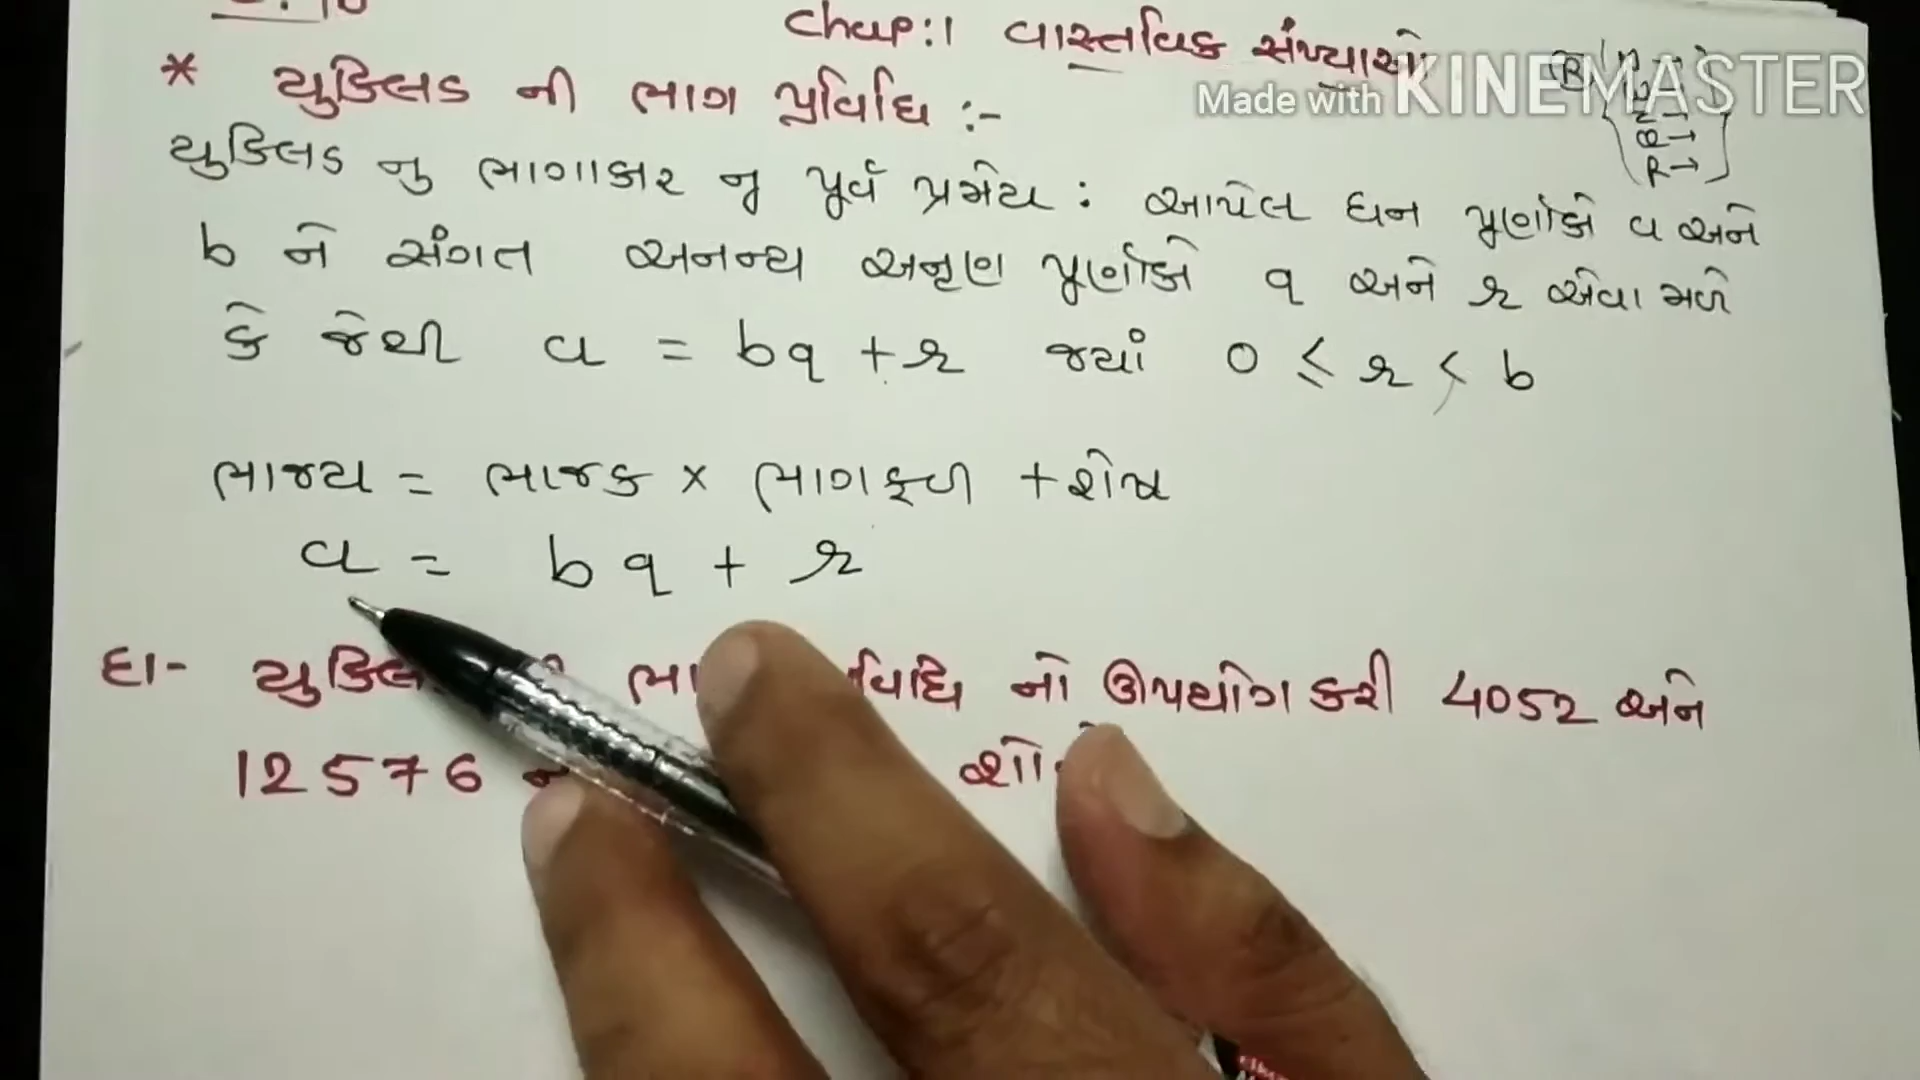 Chap:1 વાસ્તવિક સંખ્યાઓ
Made with KINEMASTER
* યુક્લિડ ની ભાગ પ્રવિધિ :-
યુક્લિડ નુ ભાગાકાર નુ પૂર્વ પ્રમેય : આપેલ ધન પૂર્ણાંકો a અને
b ને સંગત અનન્ય અનૃણ પૂર્ણાંકો q અને r એવા મળે
કે જેથી a = bq + r જ્યાં 0 ≤ r < b
ભાજ્ય = ભાજક × ભાગફળ + શેષ
a = bq + r
દા- નો ઉપયોગ કરી 4052 અને
12576